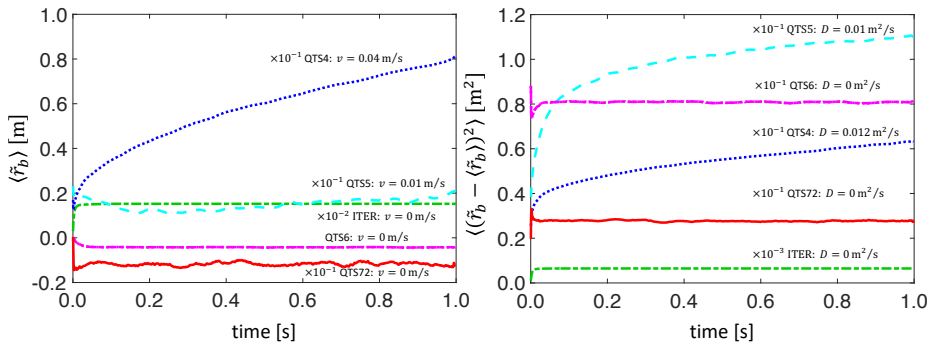 1.0
0.8
0.6
0.4
0.2
0.0
-0.2
⟨r̃_b⟩ [m]
×10⁻¹ QTS4: v = 0.04 m/s
×10⁻¹ QTS5: v = 0.01 m/s
×10⁻² ITER: v = 0 m/s
QTS6: v = 0 m/s
×10⁻¹ QTS72: v = 0 m/s
0.0 0.2 0.4 0.6 0.8 1.0
time [s]
1.2
1.0
0.8
0.6
0.4
0.2
0.0
⟨(r̃_b − ⟨r̃_b⟩)²⟩ [m²]
×10⁻¹ QTS5: D = 0.01 m²/s
×10⁻¹ QTS6: D = 0 m²/s
×10⁻¹ QTS4: D = 0.012 m²/s
×10⁻¹ QTS72: D = 0 m²/s
×10⁻³ ITER: D = 0 m²/s
0.0 0.2 0.4 0.6 0.8 1.0
time [s]